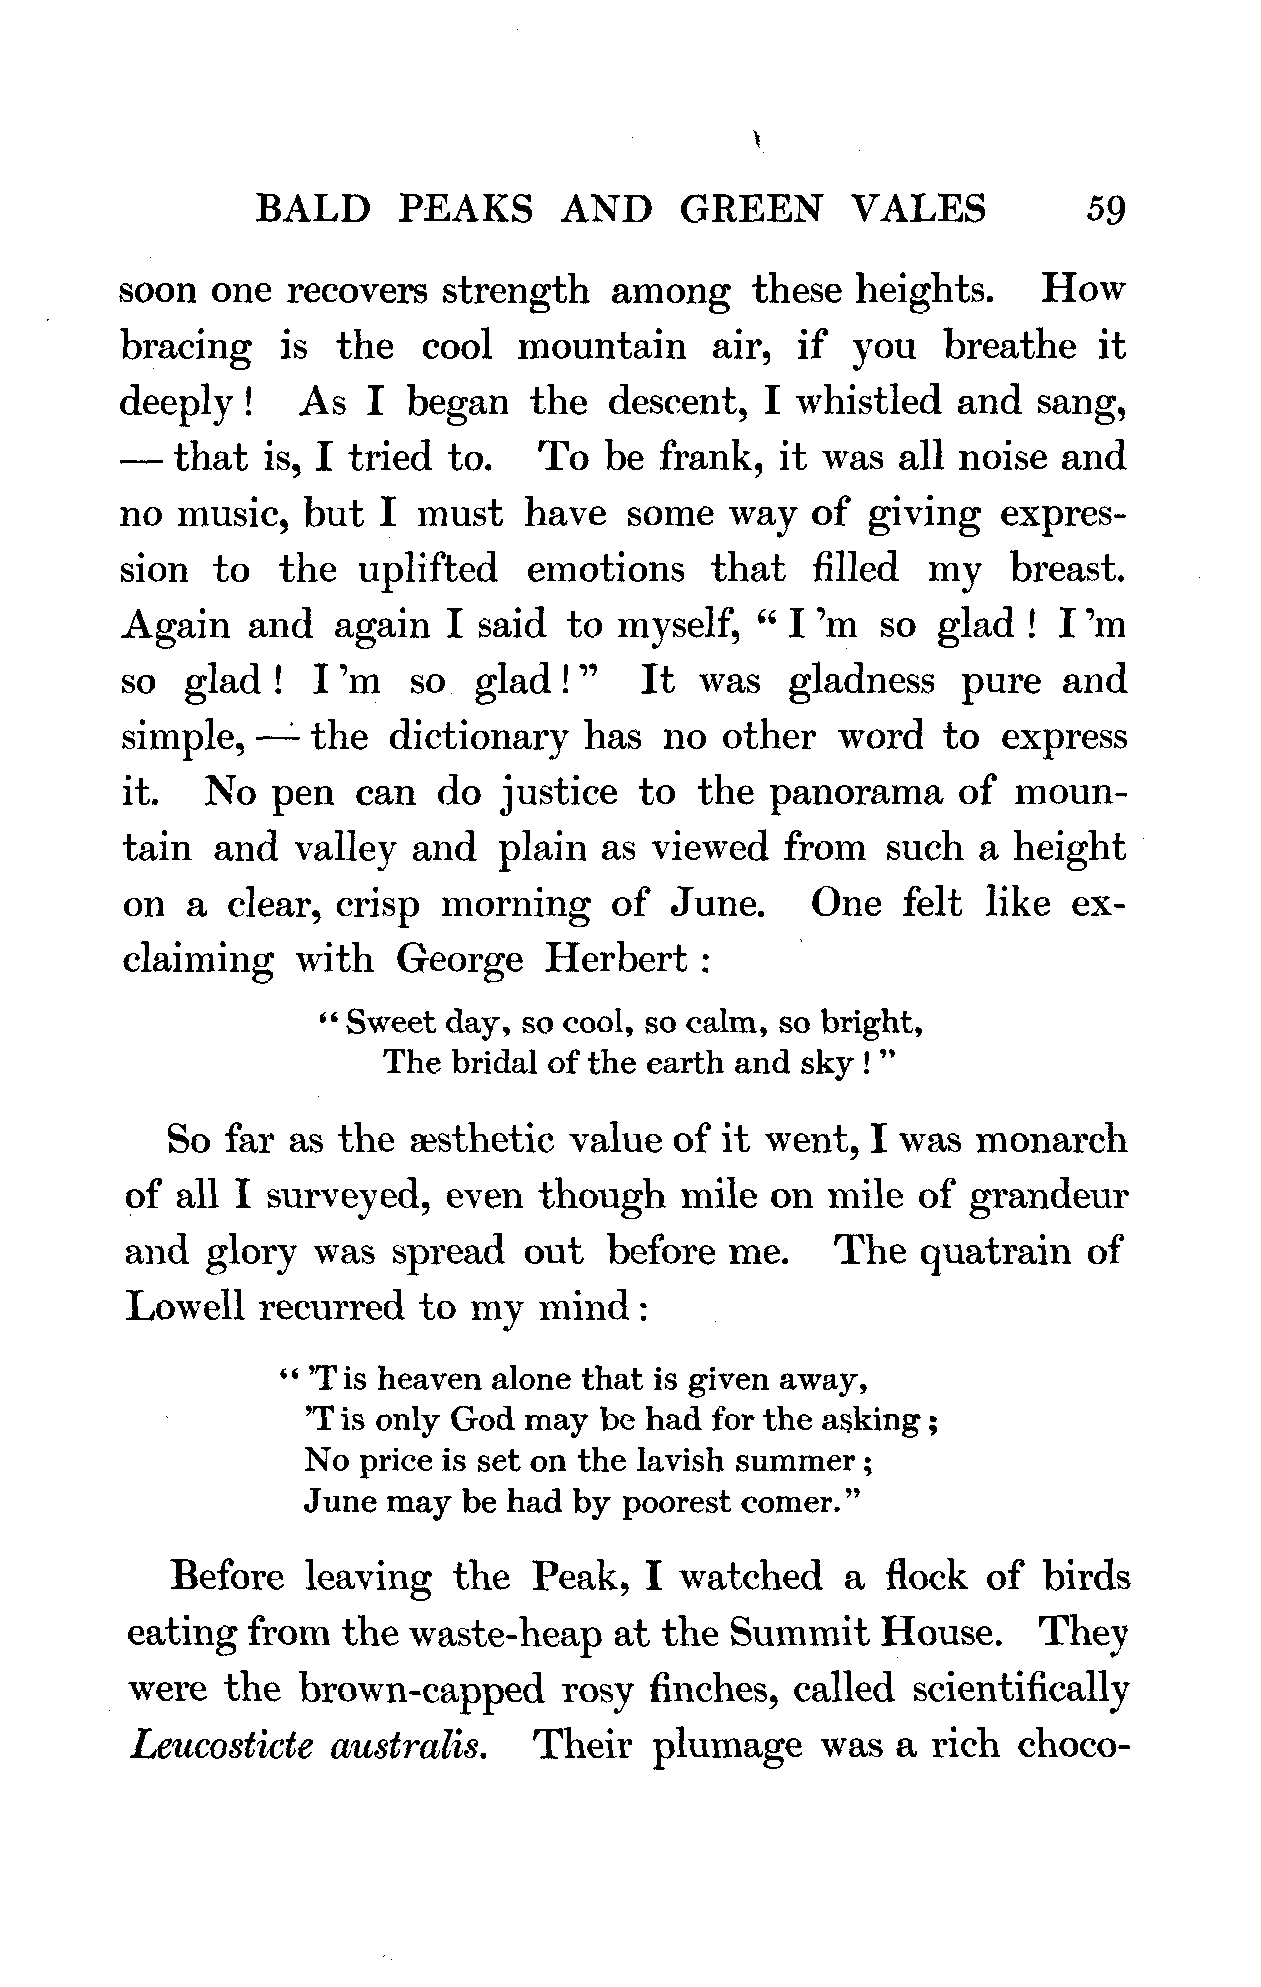 BALD PEAKS AND GREEN VALES 59
soon one recovers strength among these heights. How
bracing is the cool mountain air, if you breathe it
deeply! As I began the descent, I whistled and sang,
— that is, I tried to. To be frank, it was all noise and
no music, but I must have some way of giving expres-
sion to the uplifted emotions that filled my breast.
Again and again I said to myself, “I 'm so glad! I 'm
so glad! I 'm so glad!” It was gladness pure and
simple, — the dictionary has no other word to express
it. No pen can do justice to the panorama of moun-
tain and valley and plain as viewed from such a height
on a clear, crisp morning of June. One felt like ex-
claiming with George Herbert:
“Sweet day, so cool, so calm, so bright,
The bridal of the earth and sky!”
So far as the æsthetic value of it went, I was monarch
of all I surveyed, even though mile on mile of grandeur
and glory was spread out before me. The quatrain of
Lowell recurred to my mind:
“'T is heaven alone that is given away,
'T is only God may be had for the asking;
No price is set on the lavish summer;
June may be had by poorest comer.”
Before leaving the Peak, I watched a flock of birds
eating from the waste-heap at the Summit House. They
were the brown-capped rosy finches, called scientifically
Leucosticte australis. Their plumage was a rich choco-